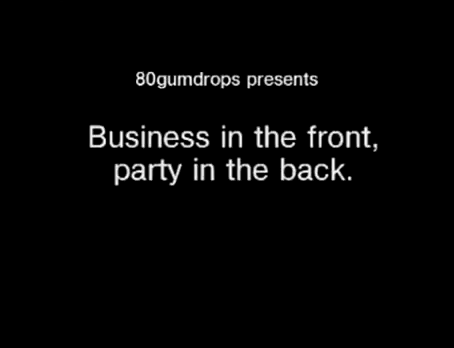 80gumdrops presents
Business in the front,
party in the back.